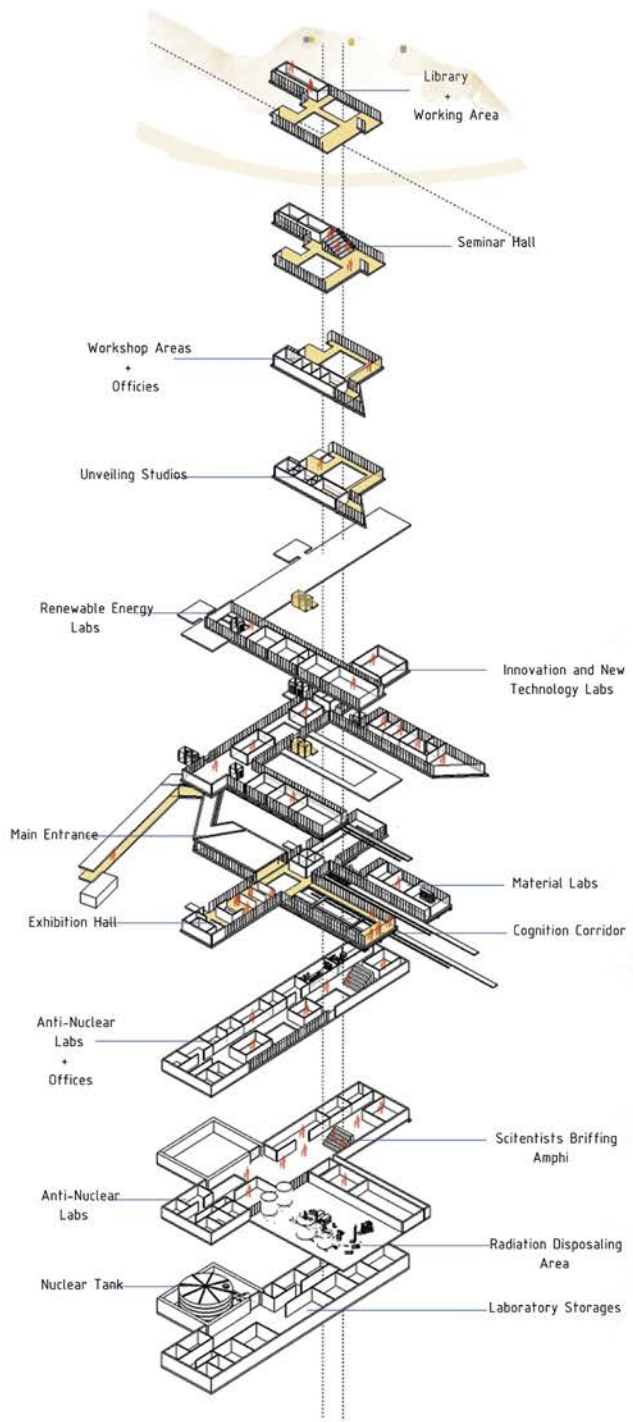 Library
+
Working Area
Seminar Hall
Workshop Areas
+
Officies
Unveiling Studios
Renewable Energy
Labs
Innovation and New
Technology Labs
Main Entrance
Material Labs
Exhibition Hall
Cognition Corridor
Anti-Nuclear
Labs
+
Offices
Scitentists Briffing
Amphi
Anti-Nuclear
Labs
Radiation Disposaling
Area
Nuclear Tank
Laboratory Storages